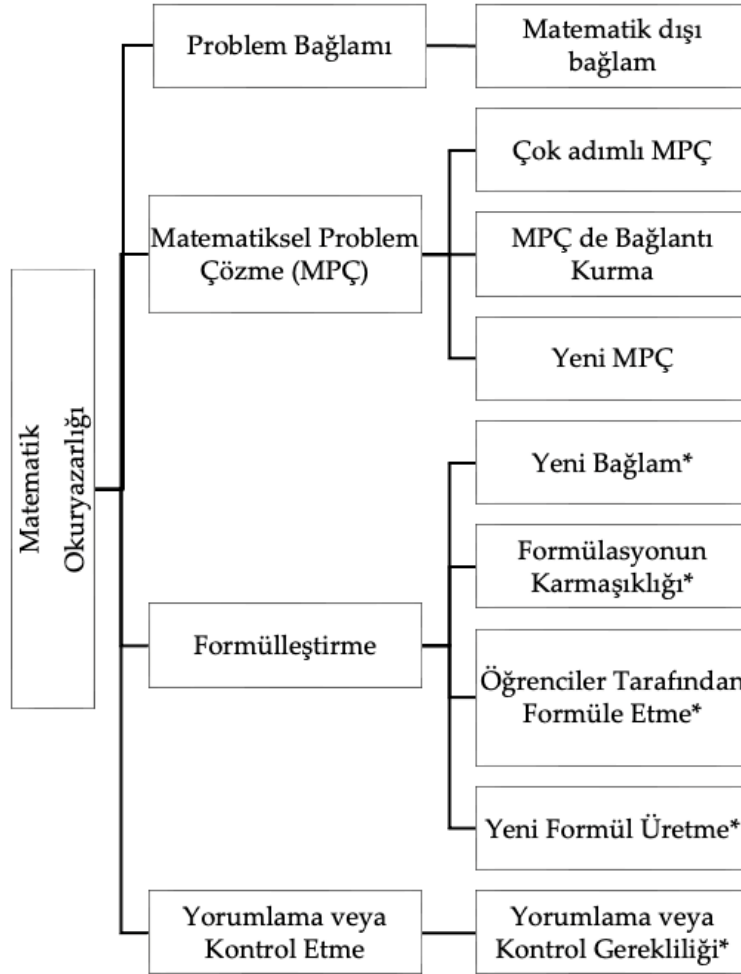 Problem Bağlamı
Matematik dışı
bağlam
Matematiksel Problem
Çözme (MPÇ)
Çok adımlı MPÇ
MPÇ de Bağlantı
Kurma
Yeni MPÇ
Matematik
Okuryazarlığı
Formülleştirme
Yeni Bağlam*
Formülasyonun
Karmaşıklığı*
Öğrenciler Tarafından
Formüle Etme*
Yeni Formül Üretme*
Yorumlama veya
Kontrol Etme
Yorumlama veya
Kontrol Gerekliliği*